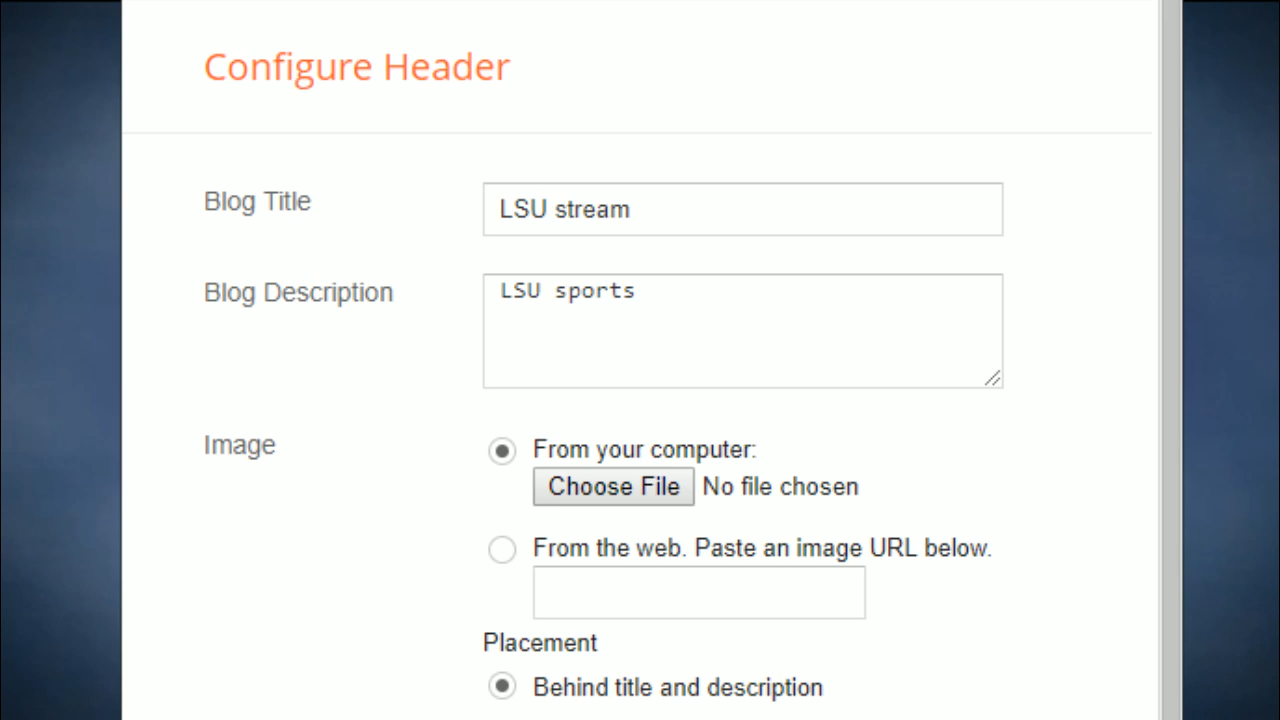 Configure Header
Blog Title
LSU stream
Blog Description
LSU sports
Image
From your computer:
Choose File No file chosen
From the web. Paste an image URL below.
Placement
Behind title and description